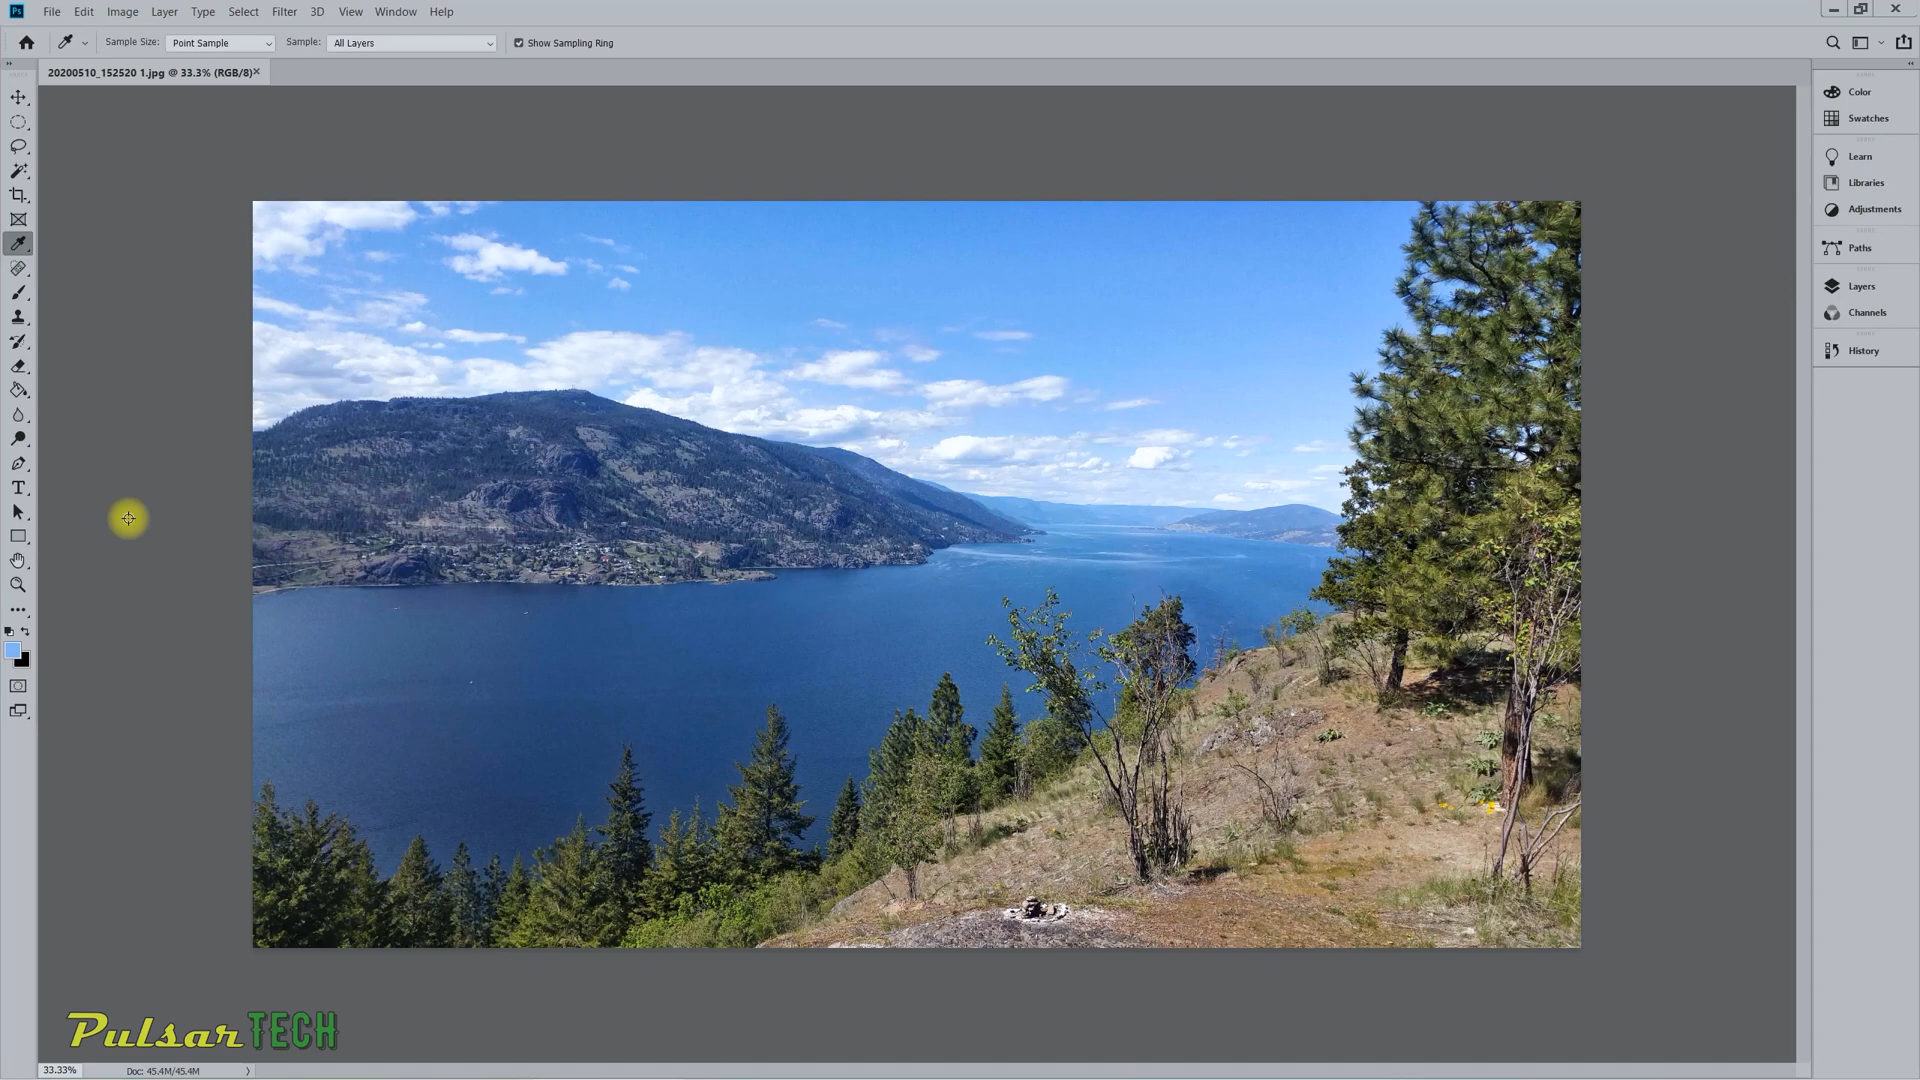 Ps File Edit Image Layer Type Select Filter 3D View Window Help
Sample Size: Point Sample Sample: All Layers Show Sampling Ring
20200510_152520 1.jpg @ 33.3% (RGB/8)
Color
Swatches
Learn
Libraries
Adjustments
Paths
Layers
Channels
History
T
Pulsar TECH
33.33% Doc: 45.4M/45.4M